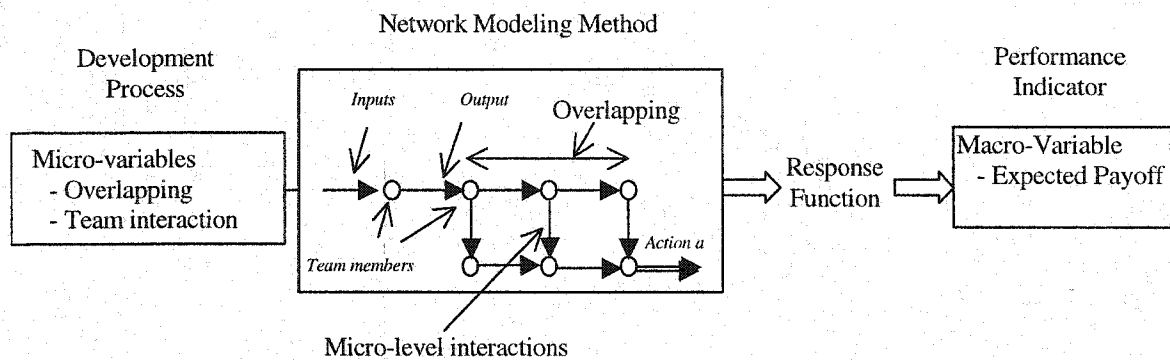 Network Modeling Method
Development
Process
Performance
Indicator
Inputs
Output
Overlapping
Micro-variables
- Overlapping
- Team interaction
Team members
Action a
Micro-level interactions
Response
Function
Macro-Variable
- Expected Payoff